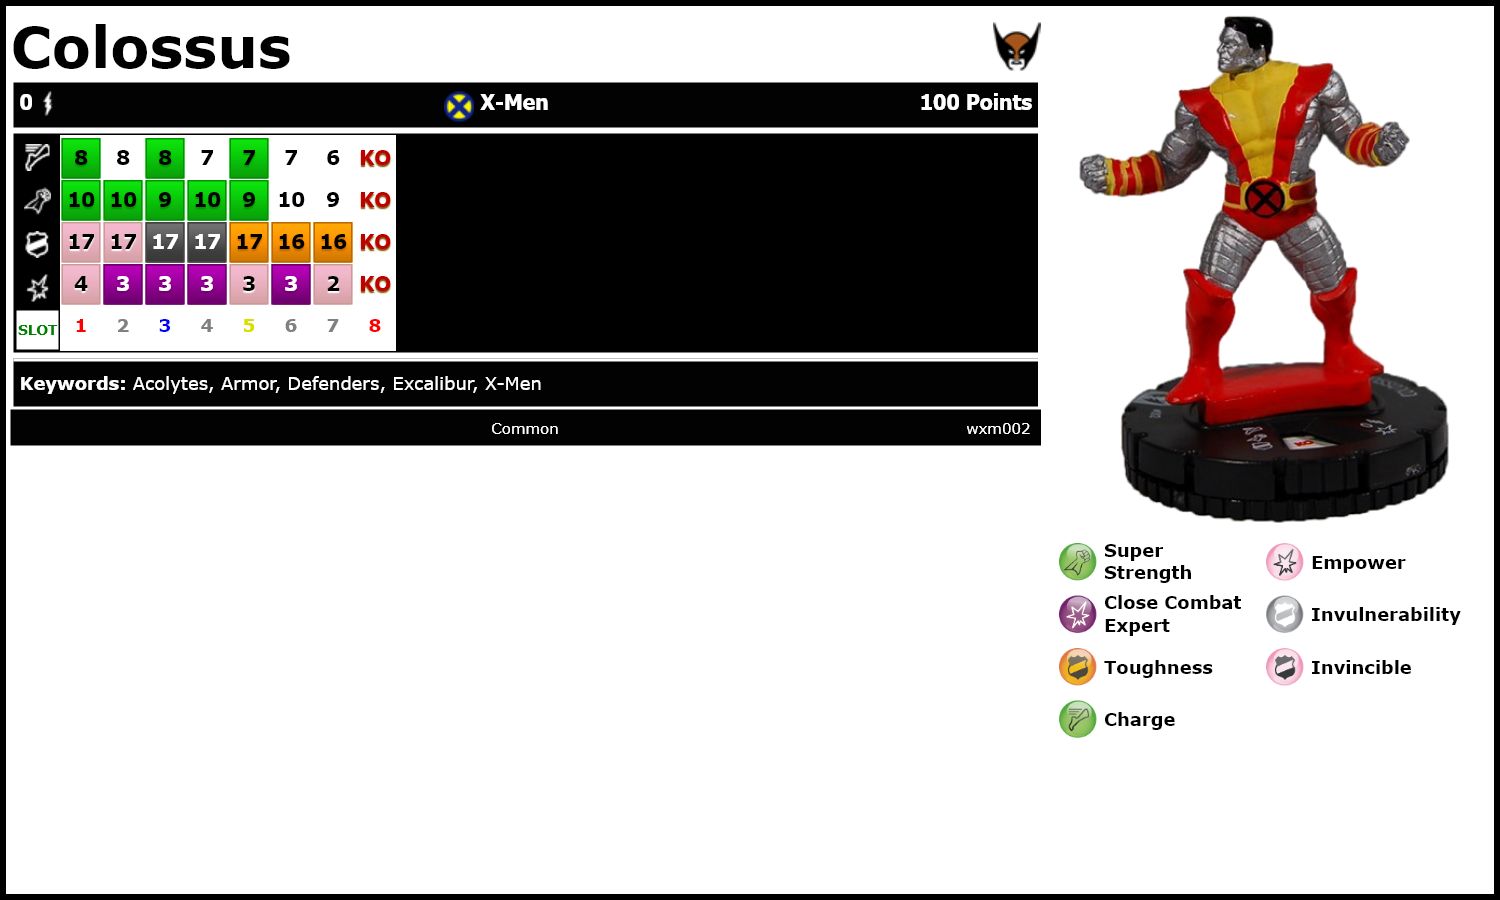 Colossus
0 X-Men 100 Points
8 8 8 7 7 7 6 KO
10 10 9 10 9 10 9 KO
17 17 17 17 17 16 16 KO
4 3 3 3 3 3 2 KO
SLOT 1 2 3 4 5 6 7 8
Keywords: Acolytes, Armor, Defenders, Excalibur, X-Men
Common wxm002
Super
Strength
Empower
Close Combat
Expert
Invulnerability
Toughness
Invincible
Charge